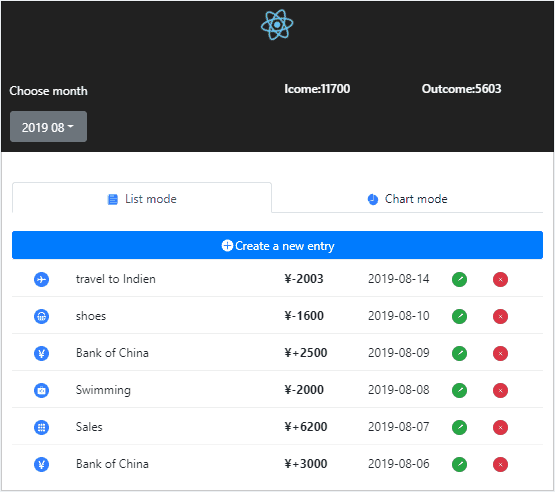 Choose month
Icome:11700
Outcome:5603
2019 08
List mode
Chart mode
Create a new entry
travel to Indien ¥-2003 2019-08-14
shoes ¥-1600 2019-08-10
¥ Bank of China ¥+2500 2019-08-09
Swimming ¥-2000 2019-08-08
Sales ¥+6200 2019-08-07
¥ Bank of China ¥+3000 2019-08-06